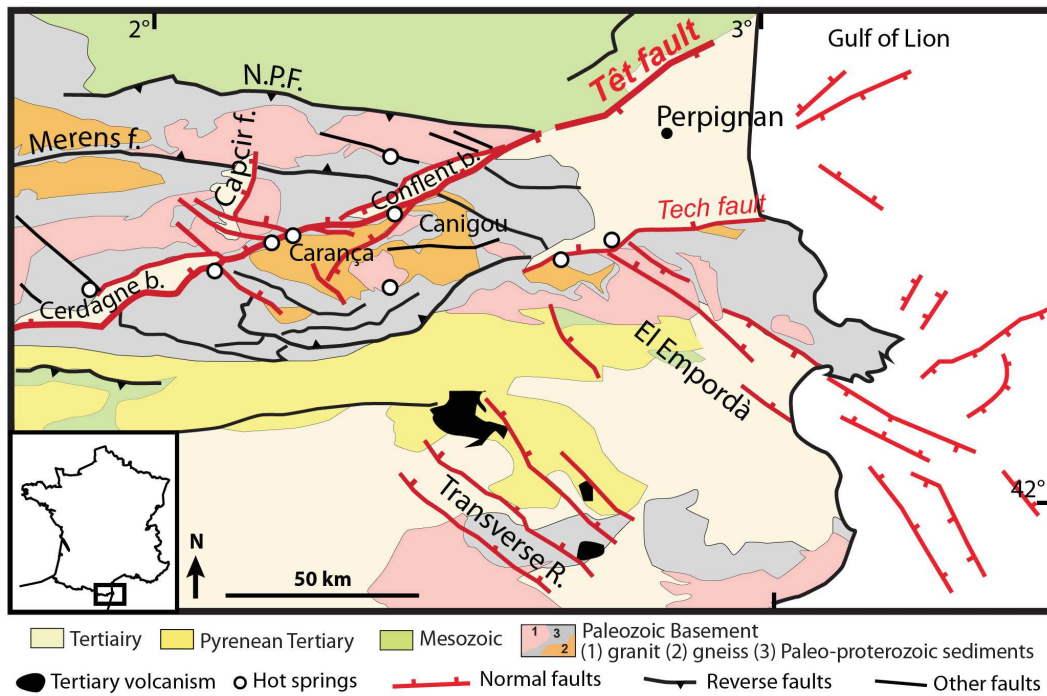 2°
3°
Gulf of Lion
N.P.F.
Têt fault
Perpignan
Merens f.
Capcir f.
Conflent b.
Canigou
Tech fault
Carança
Cerdagne b.
El Empordà
42°
Transverse R.
N
50 km
Tertiairy
Pyrenean Tertiary
Mesozoic
1
3
2
Paleozoic Basement
(1) granit (2) gneiss (3) Paleo-proterozoic sediments
Tertiary volcanism
Hot springs
Normal faults
Reverse faults
Other faults